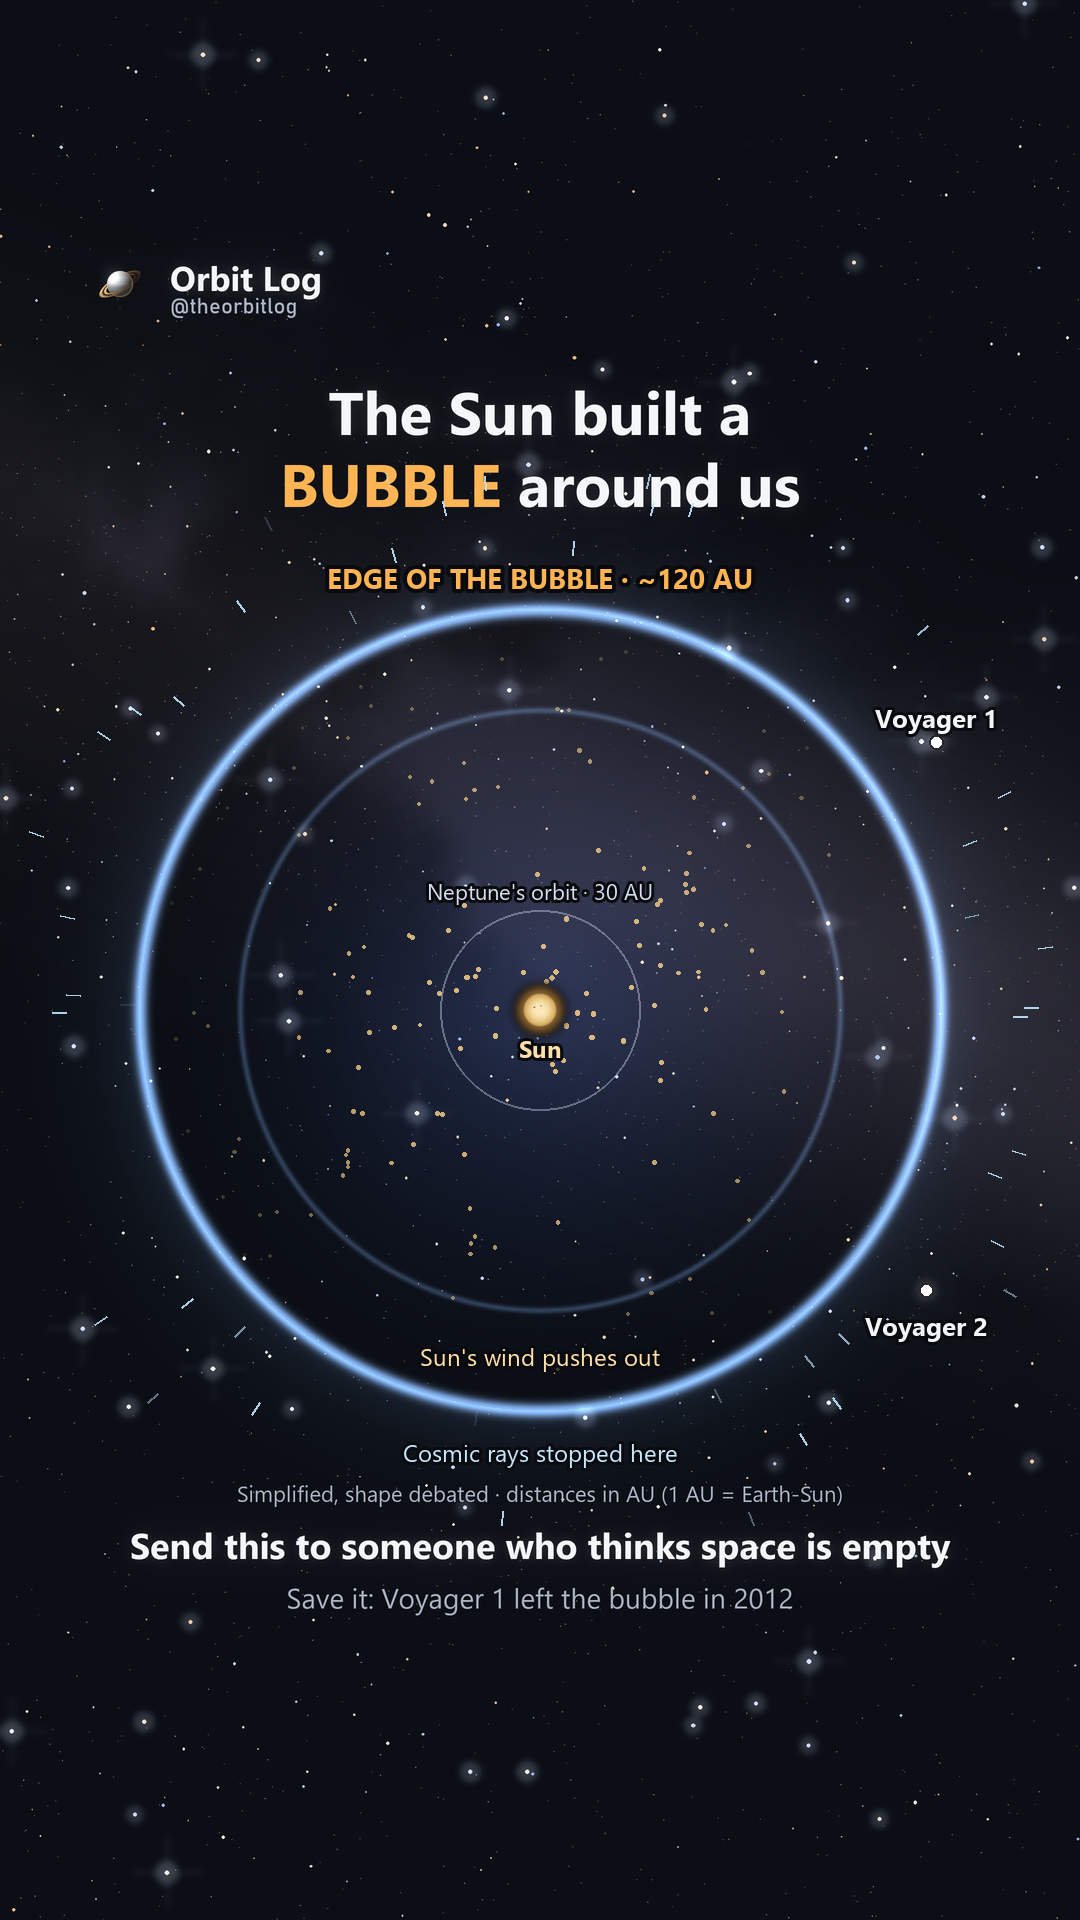 Orbit Log
@theorbitlog
The Sun built a
BUBBLE around us
EDGE OF THE BUBBLE · ~120 AU
Voyager 1
Neptune's orbit · 30 AU
Sun
Voyager 2
Sun's wind pushes out
Cosmic rays stopped here
Simplified, shape debated · distances in AU (1 AU = Earth-Sun)
Send this to someone who thinks space is empty
Save it: Voyager 1 left the bubble in 2012